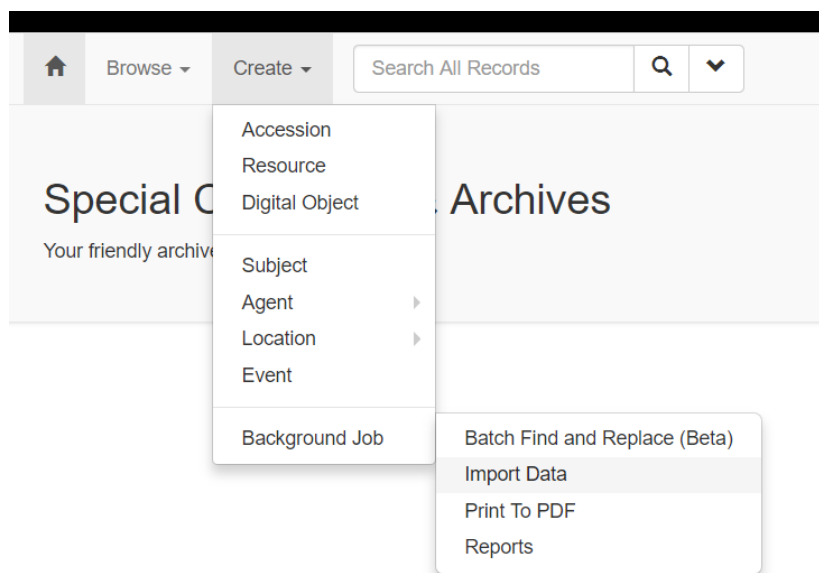 Browse
Create
Search All Records
Accession
Resource
Digital Object
Special C Archives
Your friendly archive
Subject
Agent
Location
Event
Background Job
Batch Find and Replace (Beta)
Import Data
Print To PDF
Reports